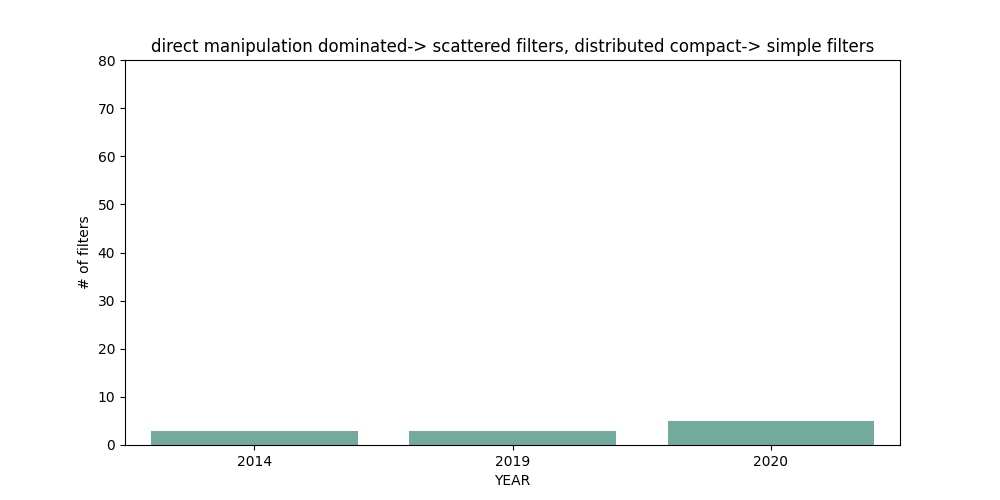 direct manipulation dominated-> scattered filters, distributed compact-> simple filters
80
70
60
50
40
30
20
10
0
# of filters
2014 2019 2020
YEAR